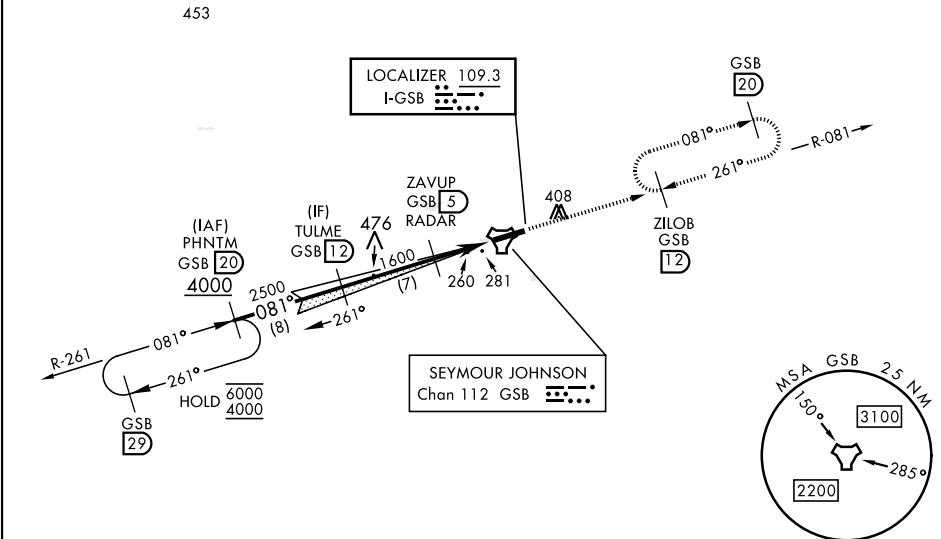 453
LOCALIZER 109.3
I-GSB
GSB
20
081°
R-081
261°
ZILOB
GSB
12
408
ZAVUP
GSB 5
RADAR
(IF)
TULME
GSB 12
476
(IAF)
PHNTM
GSB 20
4000
2500
1600
081°
(8)
(7)
261°
260
281
R-261
081°
261°
HOLD 6000
4000
GSB
29
SEYMOUR JOHNSON
Chan 112 GSB
MSA GSB 25 NM
150°
3100
285°
2200